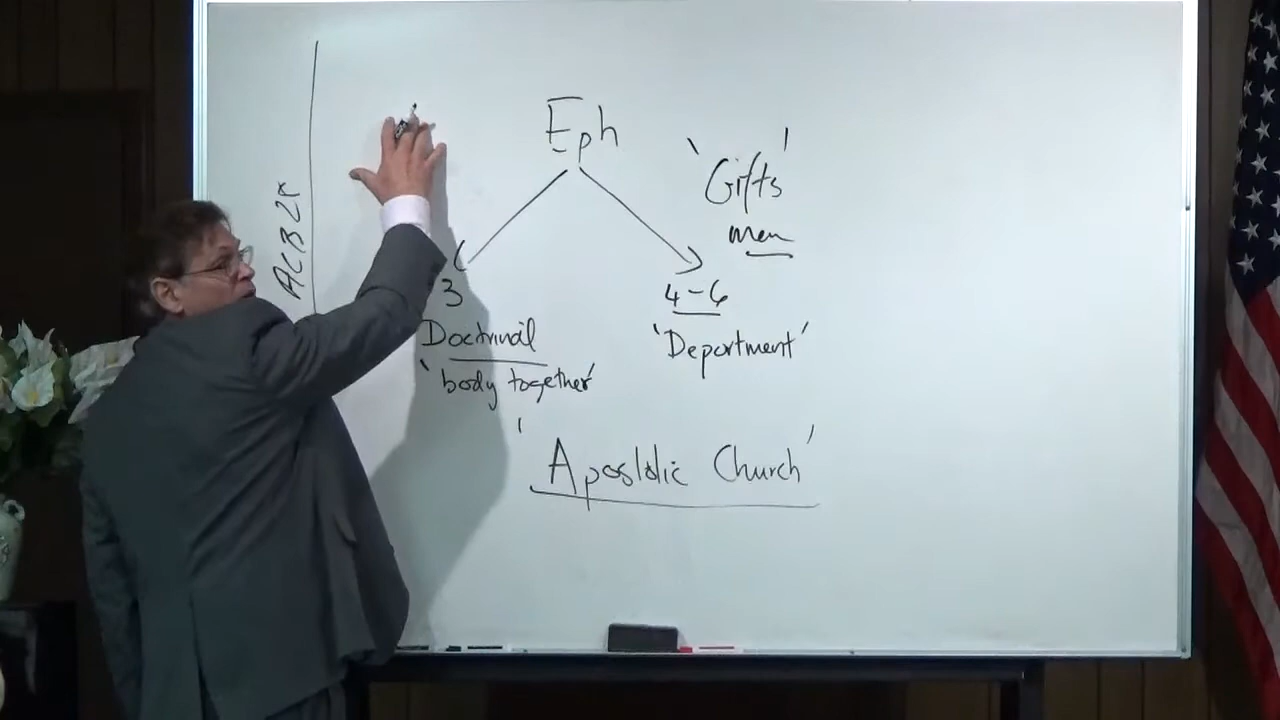 Eph
'Gifts'
men
3
4-6
Doctrinal
'Department'
'body together'
'Apostolic Church'